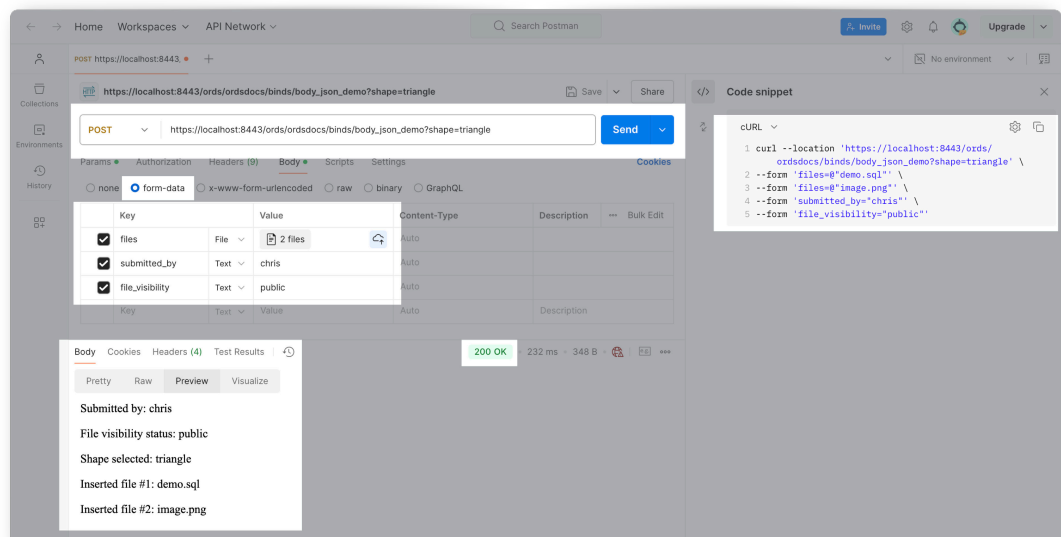 Home Workspaces API Network Search Postman Invite Upgrade
POST https://localhost:8443, No environment
Collections
Environments
History
HTTP https://localhost:8443/ords/ordsdocs/binds/body_json_demo?shape=triangle Save Share
POST https://localhost:8443/ords/ordsdocs/binds/body_json_demo?shape=triangle Send
Params Authorization Headers (9) Body Scripts Settings Cookies
none form-data x-www-form-urlencoded raw binary GraphQL
Key Value Content-Type Description Bulk Edit
files File 2 files Auto
submitted_by Text chris Auto
file_visibility Text public Auto
Key Text Value Auto Description
Body Cookies Headers (4) Test Results 200 OK 232 ms 348 B
Pretty Raw Preview Visualize
Submitted by: chris
File visibility status: public
Shape selected: triangle
Inserted file #1: demo.sql
Inserted file #2: image.png
</> Code snippet
cURL
1 curl --location 'https://localhost:8443/ords/
ordsdocs/binds/body_json_demo?shape=triangle' \
2 --form 'files=@"demo.sql"' \
3 --form 'files=@"image.png"' \
4 --form 'submitted_by="chris"' \
5 --form 'file_visibility="public"'